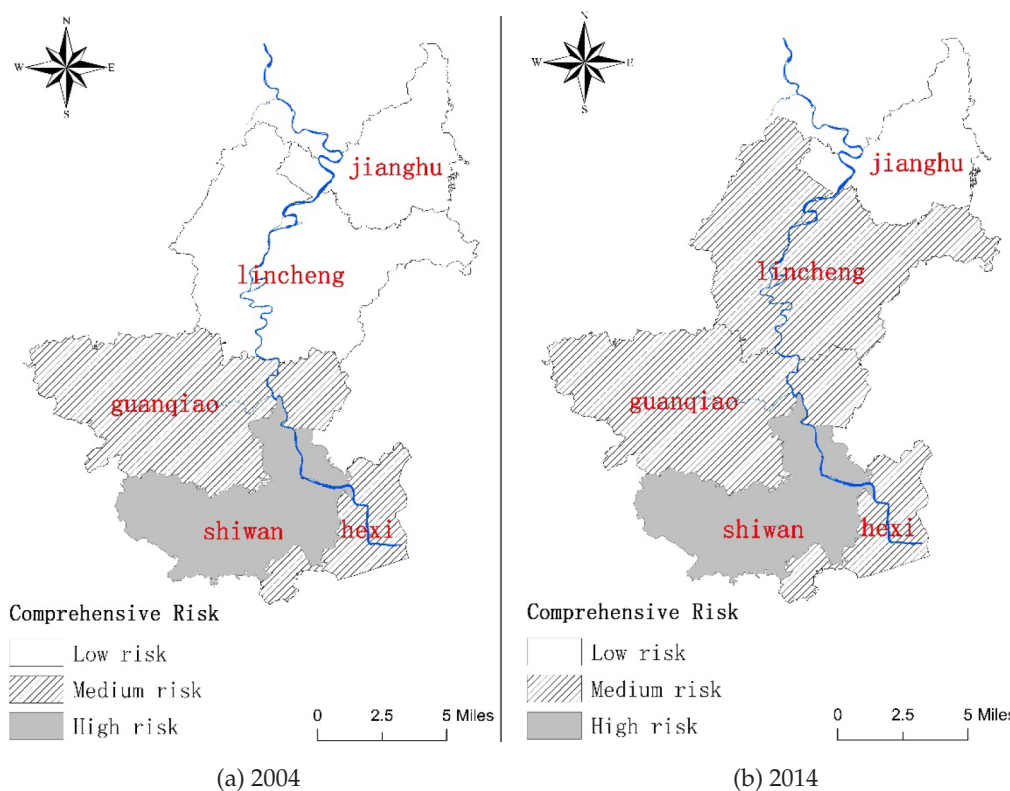 N
W E
S
jianghu
lincheng
guanqiao
shiwan
hexi
Comprehensive Risk
Low risk
Medium risk
High risk
0 2.5 5 Miles
(a) 2004
N
W E
S
jianghu
lincheng
guanqiao
shiwan
hexi
Comprehensive Risk
Low risk
Medium risk
High risk
0 2.5 5 Miles
(b) 2014